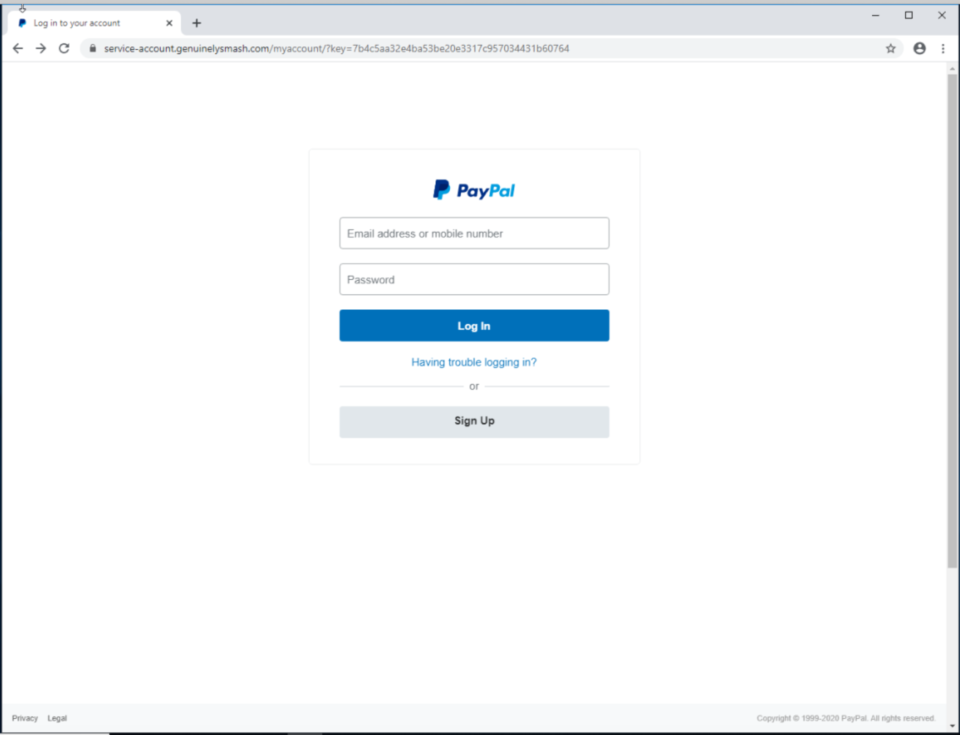 Log in to your account
service-account.genuinelysmash.com/myaccount/?key=7b4c5aa32e4ba53be20e3317c957034431b60764
PayPal
Email address or mobile number
Password
Log In
Having trouble logging in?
or
Sign Up
Privacy Legal
Copyright © 1999-2020 PayPal. All rights reserved.